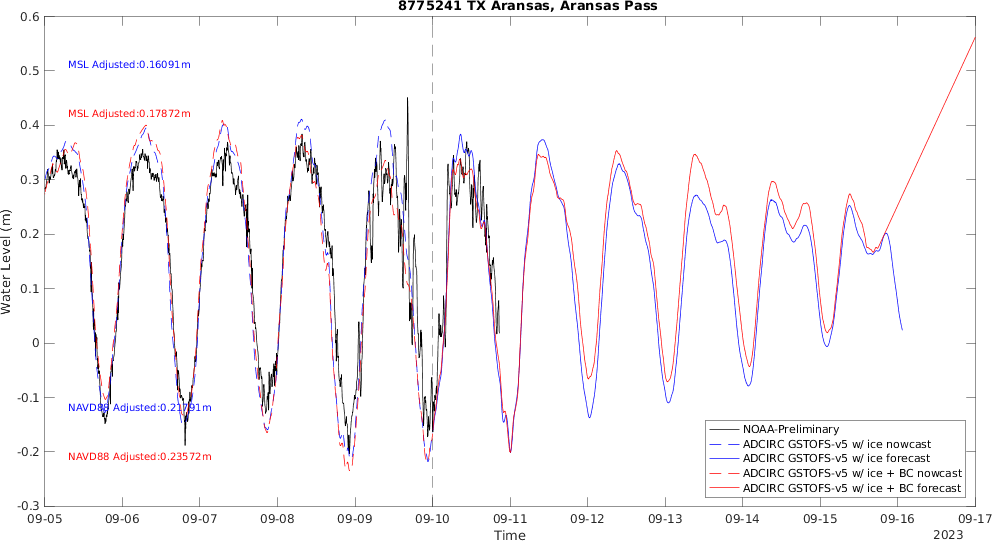 8775241 TX Aransas, Aransas Pass
0.6
0.5
0.4
0.3
0.2
0.1
0
-0.1
-0.2
-0.3
Water Level (m)
MSL Adjusted:0.16091m
MSL Adjusted:0.17872m
NAVD88 Adjusted:0.21791m
NAVD88 Adjusted:0.23572m
NOAA-Preliminary
ADCIRC GSTOFS-v5 w/ ice nowcast
ADCIRC GSTOFS-v5 w/ ice forecast
ADCIRC GSTOFS-v5 w/ ice + BC nowcast
ADCIRC GSTOFS-v5 w/ ice + BC forecast
09-05 09-06 09-07 09-08 09-09 09-10 09-11 09-12 09-13 09-14 09-15 09-16 09-17
Time
2023